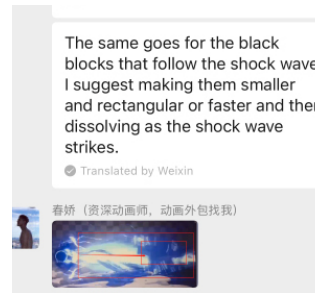 The same goes for the black
blocks that follow the shock wave
I suggest making them smaller
and rectangular or faster and then
dissolving as the shock wave
strikes.
Translated by Weixin
春娇（资深动画师，动画外包找我）